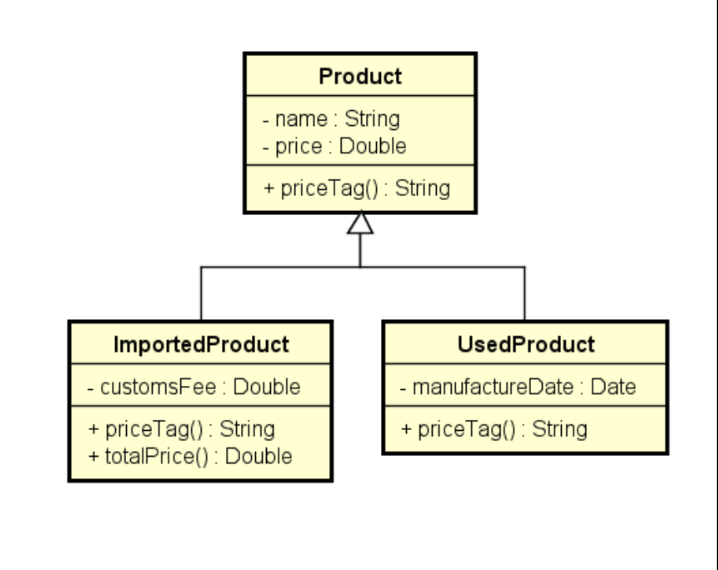 Product
- name : String
- price : Double
+ priceTag() : String
ImportedProduct
- customsFee : Double
+ priceTag() : String
+ totalPrice() : Double
UsedProduct
- manufactureDate : Date
+ priceTag() : String